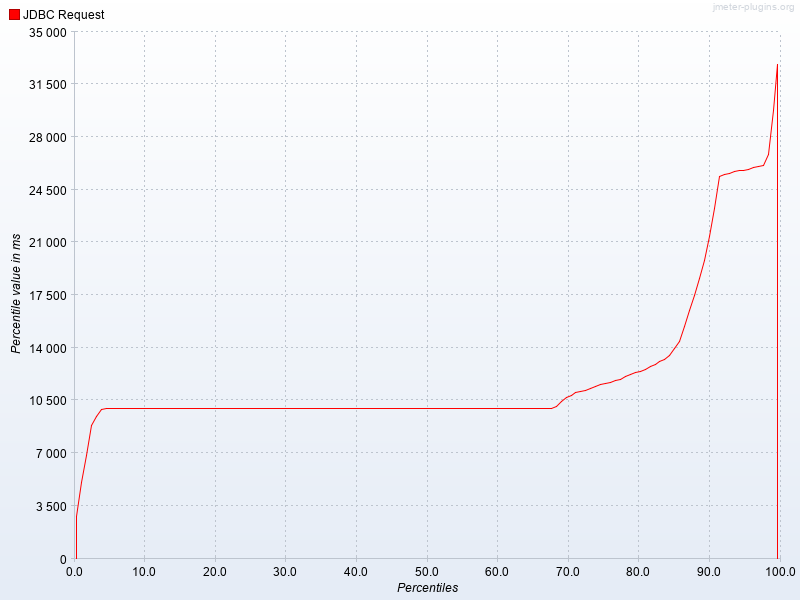 jmeter-plugins.org
JDBC Request
35 000
31 500
28 000
24 500
21 000
17 500
14 000
10 500
7 000
3 500
0
Percentile value in ms
0.0 10.0 20.0 30.0 40.0 50.0 60.0 70.0 80.0 90.0 100.0
Percentiles